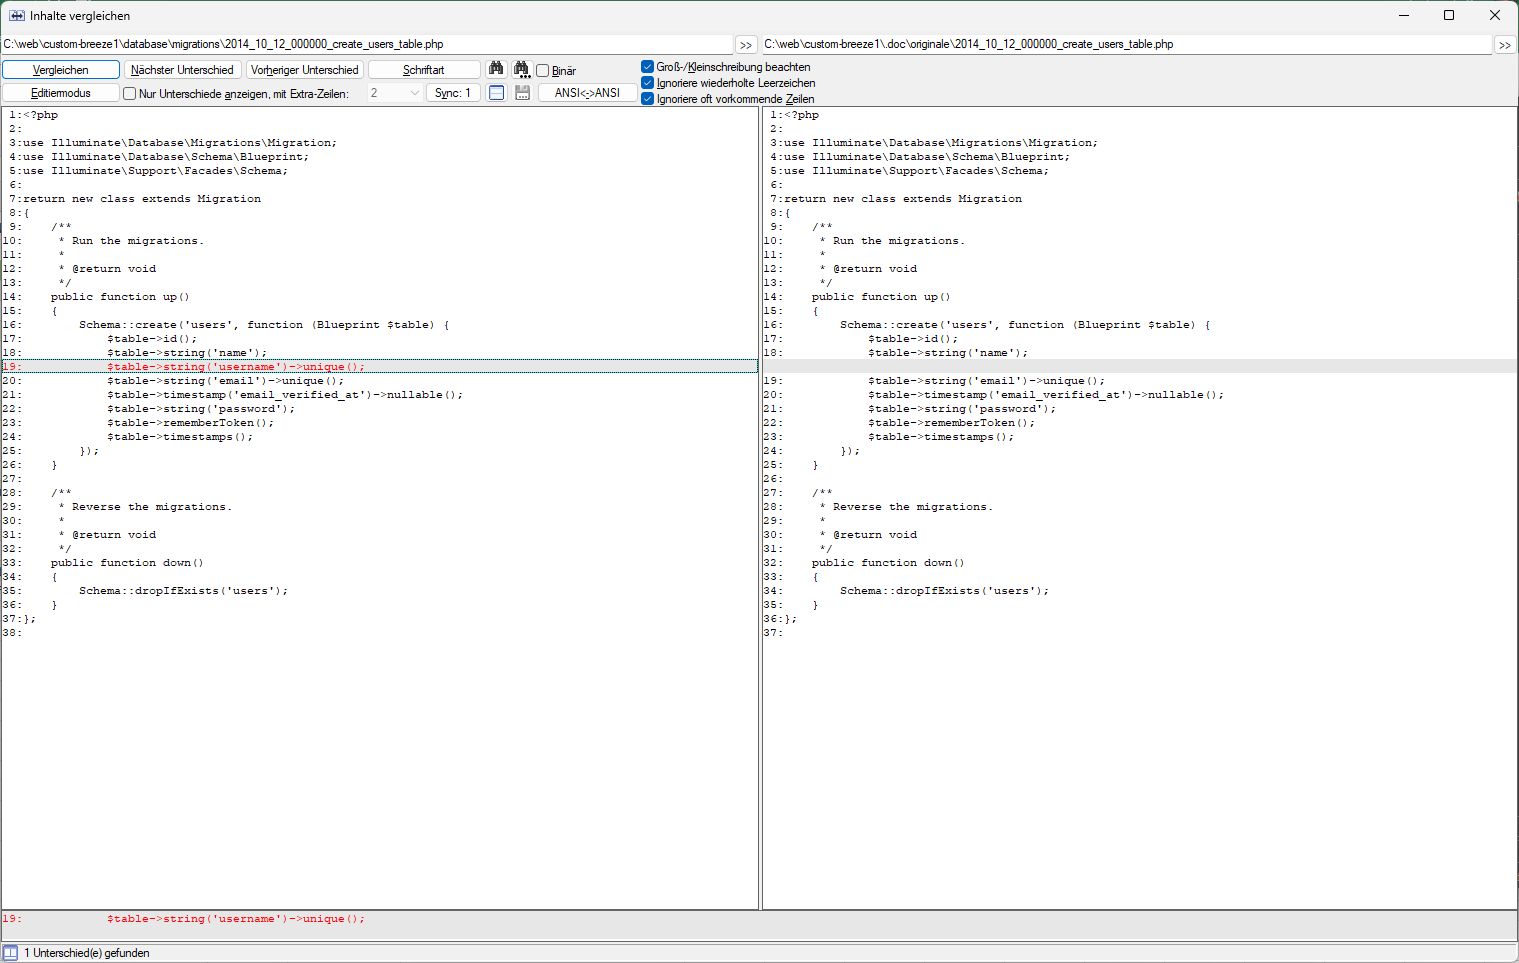 Inhalte vergleichen
C:\web\custom-breeze1\database\migrations\2014_10_12_000000_create_users_table.php >> C:\web\custom-breeze1\.doc\originale\2014_10_12_000000_create_users_table.php >>
Vergleichen Nächster Unterschied Vorheriger Unterschied Schriftart Binär Groß-/Kleinschreibung beachten
Ignoriere wiederholte Leerzeichen
Editiermodus Nur Unterschiede anzeigen, mit Extra-Zeilen: 2 Sync: 1 ANSI<->ANSI
Ignoriere oft vorkommende Zeilen
1:<?php
2:
3:use Illuminate\Database\Migrations\Migration;
4:use Illuminate\Database\Schema\Blueprint;
5:use Illuminate\Support\Facades\Schema;
6:
7:return new class extends Migration
8:{
9:    /**
10:     * Run the migrations.
11:     *
12:     * @return void
13:     */
14:    public function up()
15:    {
16:        Schema::create('users', function (Blueprint $table) {
17:            $table->id();
18:            $table->string('name');
19:            $table->string('username')->unique();
20:            $table->string('email')->unique();
21:            $table->timestamp('email_verified_at')->nullable();
22:            $table->string('password');
23:            $table->rememberToken();
24:            $table->timestamps();
25:        });
26:    }
27:
28:    /**
29:     * Reverse the migrations.
30:     *
31:     * @return void
32:     */
33:    public function down()
34:    {
35:        Schema::dropIfExists('users');
36:    }
37:};
38:
1:<?php
2:
3:use Illuminate\Database\Migrations\Migration;
4:use Illuminate\Database\Schema\Blueprint;
5:use Illuminate\Support\Facades\Schema;
6:
7:return new class extends Migration
8:{
9:    /**
10:     * Run the migrations.
11:     *
12:     * @return void
13:     */
14:    public function up()
15:    {
16:        Schema::create('users', function (Blueprint $table) {
17:            $table->id();
18:            $table->string('name');
19:            $table->string('email')->unique();
20:            $table->timestamp('email_verified_at')->nullable();
21:            $table->string('password');
22:            $table->rememberToken();
23:            $table->timestamps();
24:        });
25:    }
26:
27:    /**
28:     * Reverse the migrations.
29:     *
30:     * @return void
31:     */
32:    public function down()
33:    {
34:        Schema::dropIfExists('users');
35:    }
36:};
37:
19:            $table->string('username')->unique();
1 Unterschied(e) gefunden